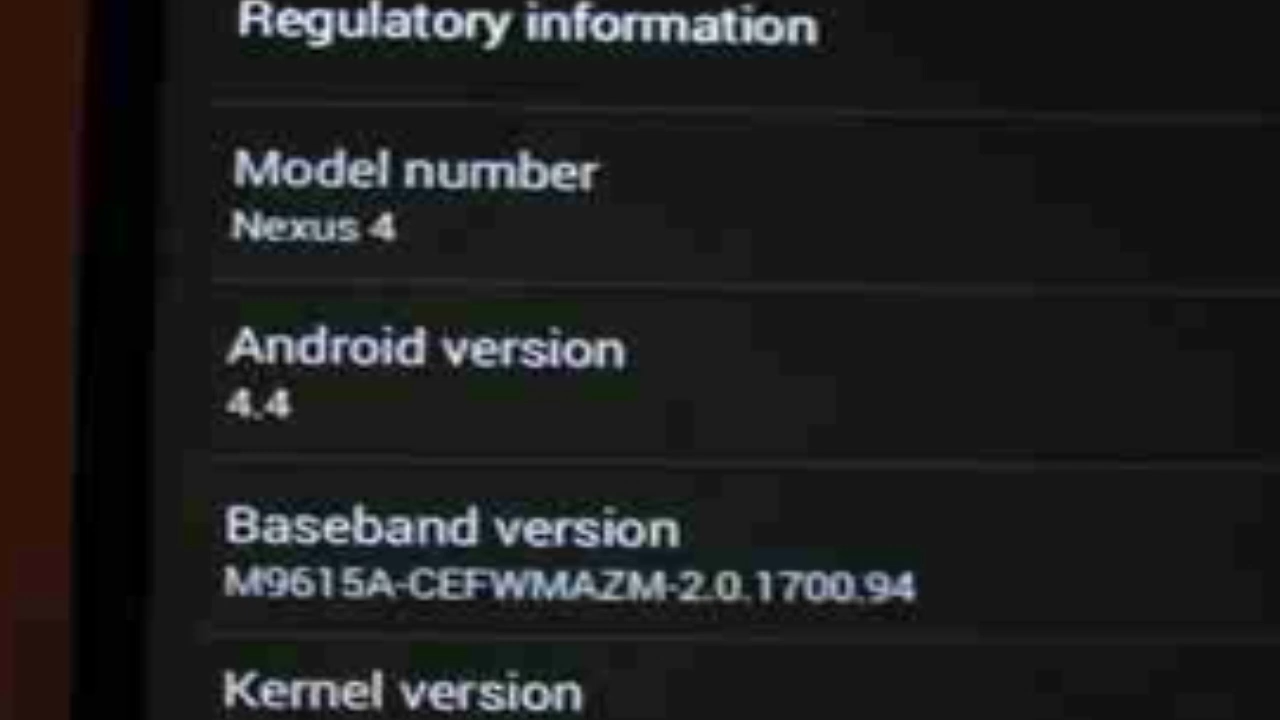 Regulatory information
Model number
Nexus 4
Android version
4.4
Baseband version
M9615A-CEFWMAZM-2.0.1700.94
Kernel version